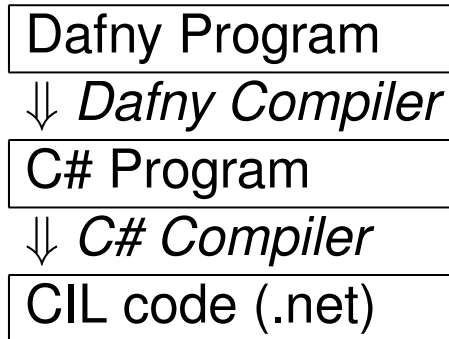 Dafny Program
⇓ Dafny Compiler
C# Program
⇓ C# Compiler
CIL code (.net)